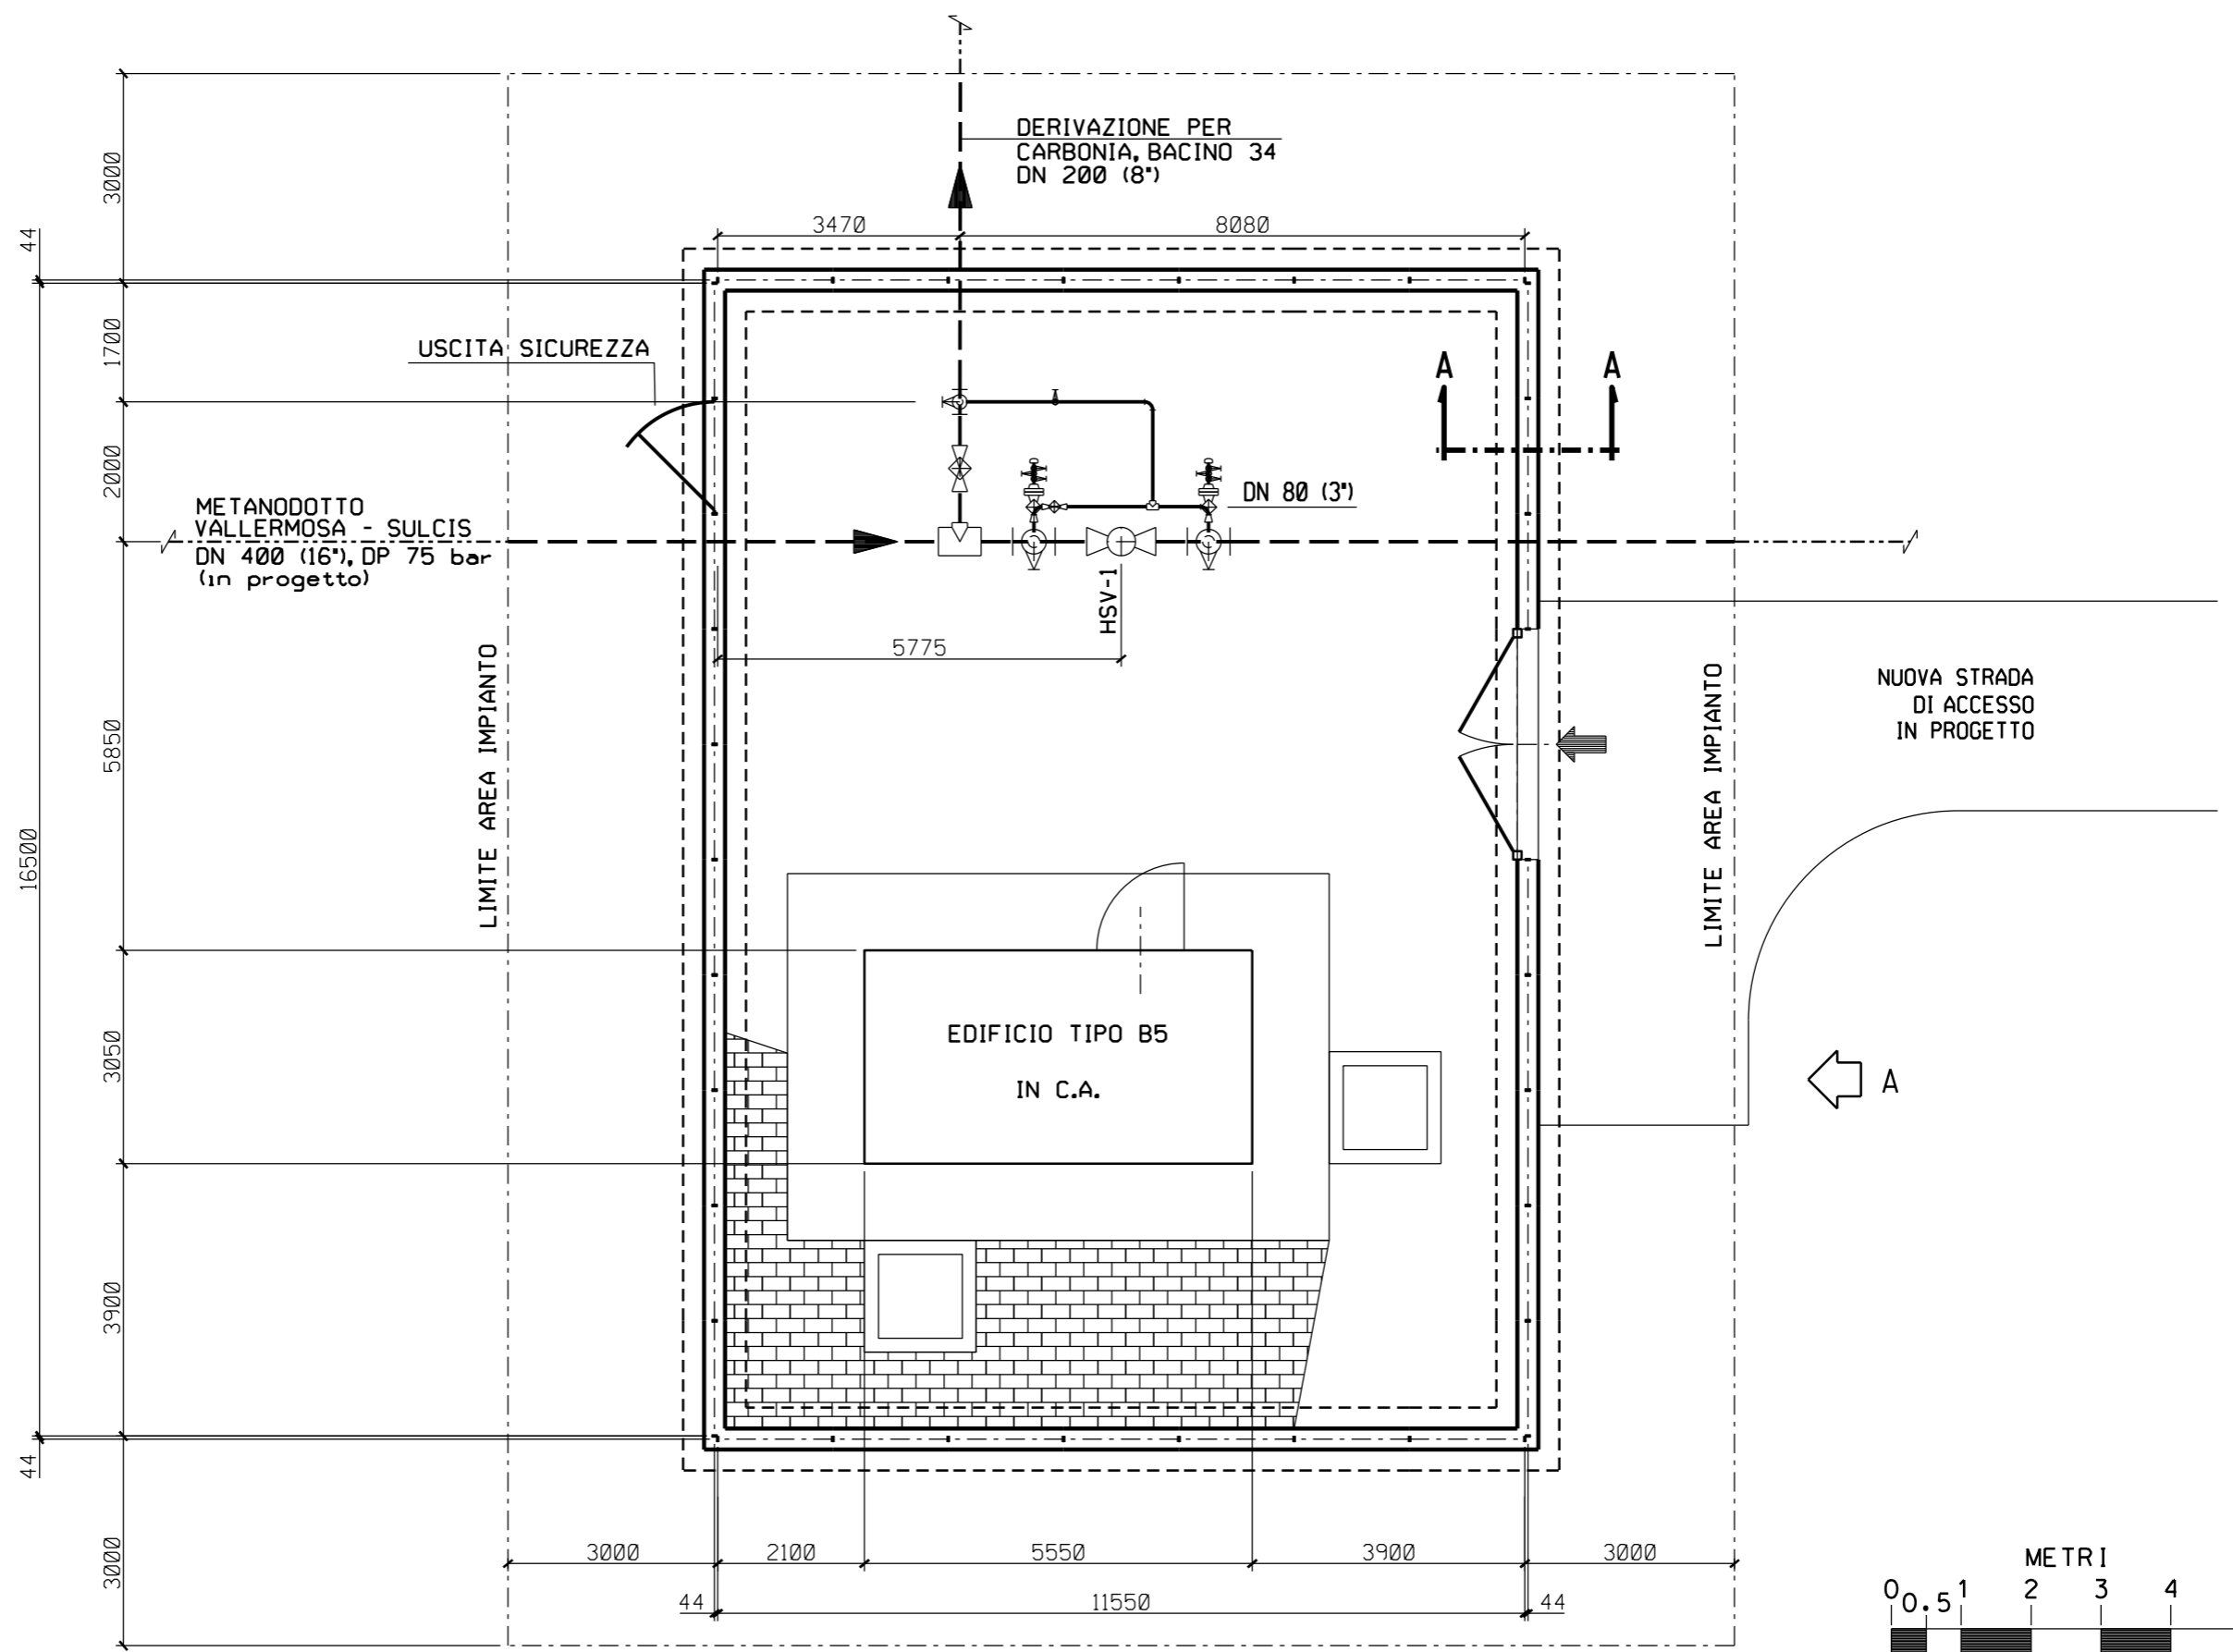 DERIVAZIONE PER
CARBONIA, BACINO 34
DN 200 (8")
3000
44
3470
8080
1700
USCITA SICUREZZA
A
A
2000
METANODOTTO
VALLERMOSA - SULCIS
DN 400 (16"), DP 75 bar
(in progetto)
DN 80 (3")
HSV-1
5775
LIMITE AREA IMPIANTO
LIMITE AREA IMPIANTO
NUOVA STRADA
DI ACCESSO
IN PROGETTO
5850
16500
EDIFICIO TIPO B5
IN C.A.
3050
A
3900
44
3000
3000
2100
5550
3900
3000
44
11550
44
METRI
0
0.5
1
2
3
4